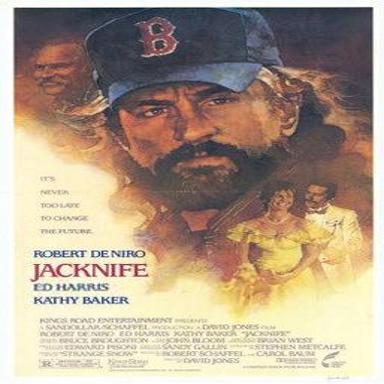 B
IT'S
NEVER
TOO LATE
TO CHANGE
THE FUTURE.
ROBERT DE NIRO
JACKNIFE
ED HARRIS
KATHY BAKER
KINGS ROAD ENTERTAINMENT PRESENTS
A SANDOLLAR/SCHAFFEL PRODUCTION A DAVID JONES FILM
ROBERT DE NIRO ED HARRIS KATHY BAKER "JACKNIFE"
BRUCE BROUGHTON JOHN BLOOM BRIAN WEST
EDWARD PISONI SANDY GALLIN STEPHEN METCALFE
"STRANGE SNOW" ROBERT SCHAFFEL AND CAROL BAUM
R DAVID JONES